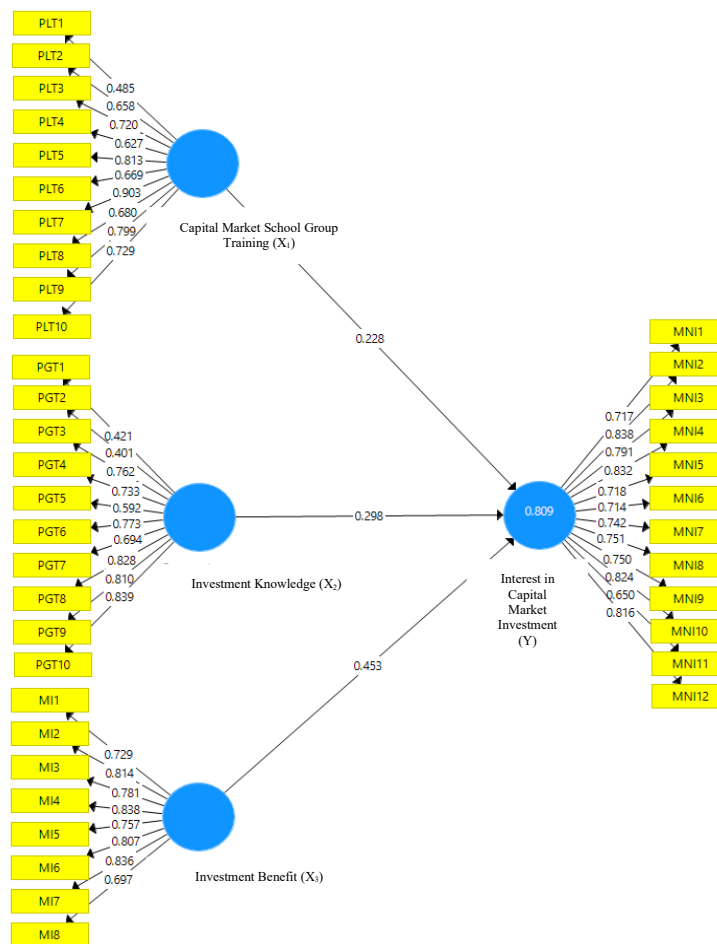 PLT1
PLT2
PLT3
PLT4
PLT5
PLT6
PLT7
PLT8
PLT9
PLT10
0.485
0.658
0.720
0.627
0.813
0.669
0.903
0.680
0.799
0.729
Capital Market School Group
Training (X₁)
0.228
PGT1
PGT2
PGT3
PGT4
PGT5
PGT6
PGT7
PGT8
PGT9
PGT10
0.421
0.401
0.762
0.733
0.592
0.773
0.694
0.828
0.810
0.839
Investment Knowledge (X₂)
0.298
MI1
MI2
MI3
MI4
MI5
MI6
MI7
MI8
0.729
0.814
0.781
0.838
0.757
0.807
0.836
0.697
Investment Benefit (X₃)
0.453
0.809
Interest in
Capital
Market
Investment
(Y)
0.717
0.838
0.791
0.832
0.718
0.714
0.742
0.751
0.750
0.824
0.650
0.816
MNI1
MNI2
MNI3
MNI4
MNI5
MNI6
MNI7
MNI8
MNI9
MNI10
MNI11
MNI12